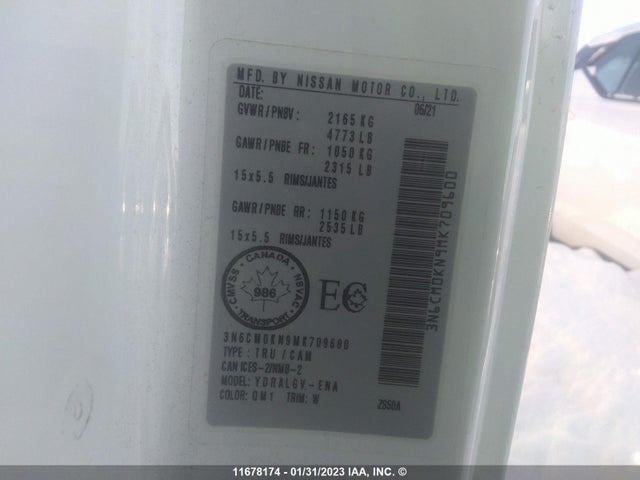 MFD. BY NISSAN MOTOR CO., LTD.
DATE: 06/21
GVWR/PNBV: 2165 KG
4773 LB
GAWR/PNBE FR: 1050 KG
2315 LB
15x5.5 RIMS/JANTES
GAWR/PNBE RR: 1150 KG
2535 LB
15x5.5 RIMS/JANTES
CANADA
CMVSS NSVAC
986
TRANSPORT
EC
3N6CM0KN9MK709600
TYPE: TRU/CAM
CAN ICES-2/NMB-2
MODEL: YDRALGV-ENA
COLOR: QM1 TRIM: W
ZS50A
3N6CM0KN9MK709600
11678174 - 01/31/2023 IAA, INC. ©